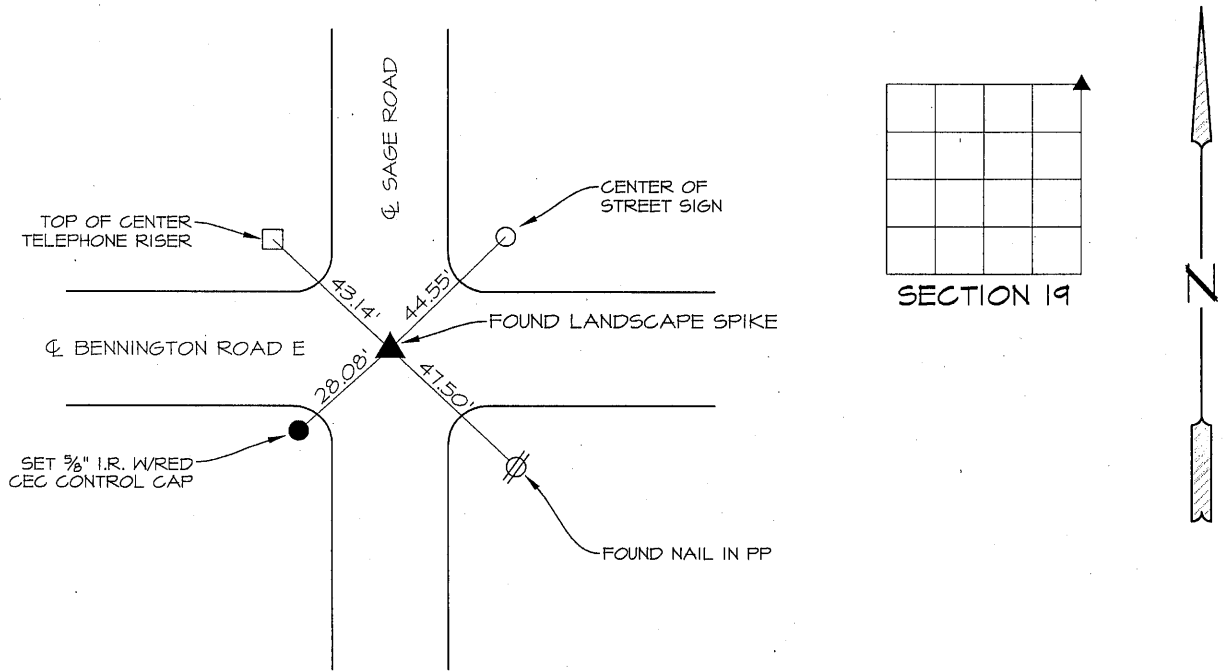 ℄ SAGE ROAD
TOP OF CENTER
TELEPHONE RISER
CENTER OF
STREET SIGN
43.14'
44.55'
FOUND LANDSCAPE SPIKE
℄ BENNINGTON ROAD E
28.08'
47.50'
SET ⅝" I.R. W/RED
CEC CONTROL CAP
FOUND NAIL IN PP
SECTION 19
N